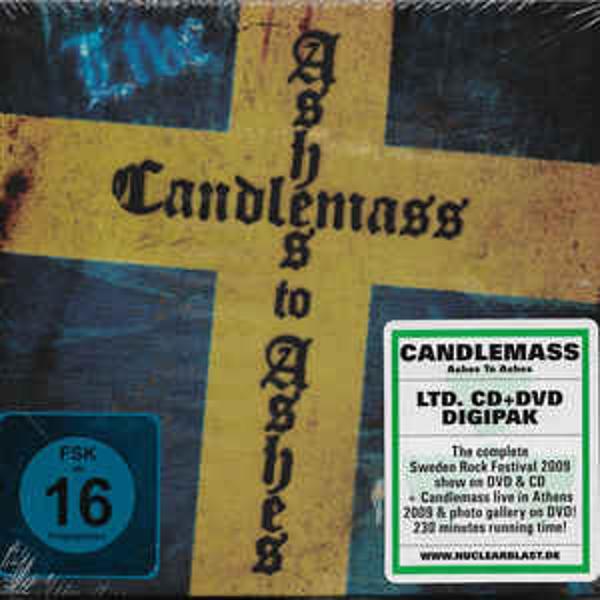 Live
Ashes to Ashes
Candlemass
FSK
ab
16
CANDLEMASS
Ashes To Ashes
LTD. CD+DVD
DIGIPAK
The complete
Sweden Rock Festival 2009
show on DVD & CD
+ Candlemass live in Athens
2009 & photo gallery on DVD!
230 minutes running time!
WWW.NUCLEARBLAST.DE